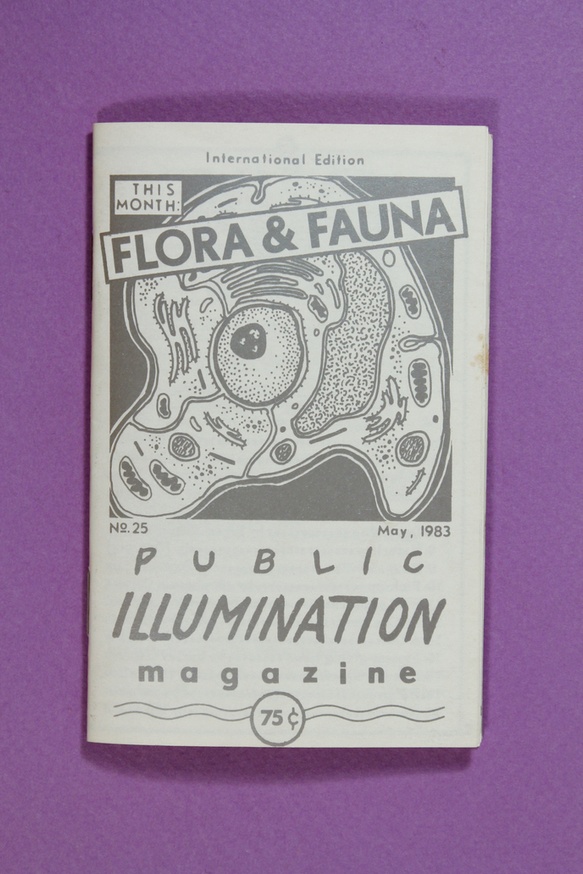 International Edition
THIS
MONTH:
FLORA & FAUNA
Nº.25
May, 1983
PUBLIC
ILLUMINATION
magazine
75¢